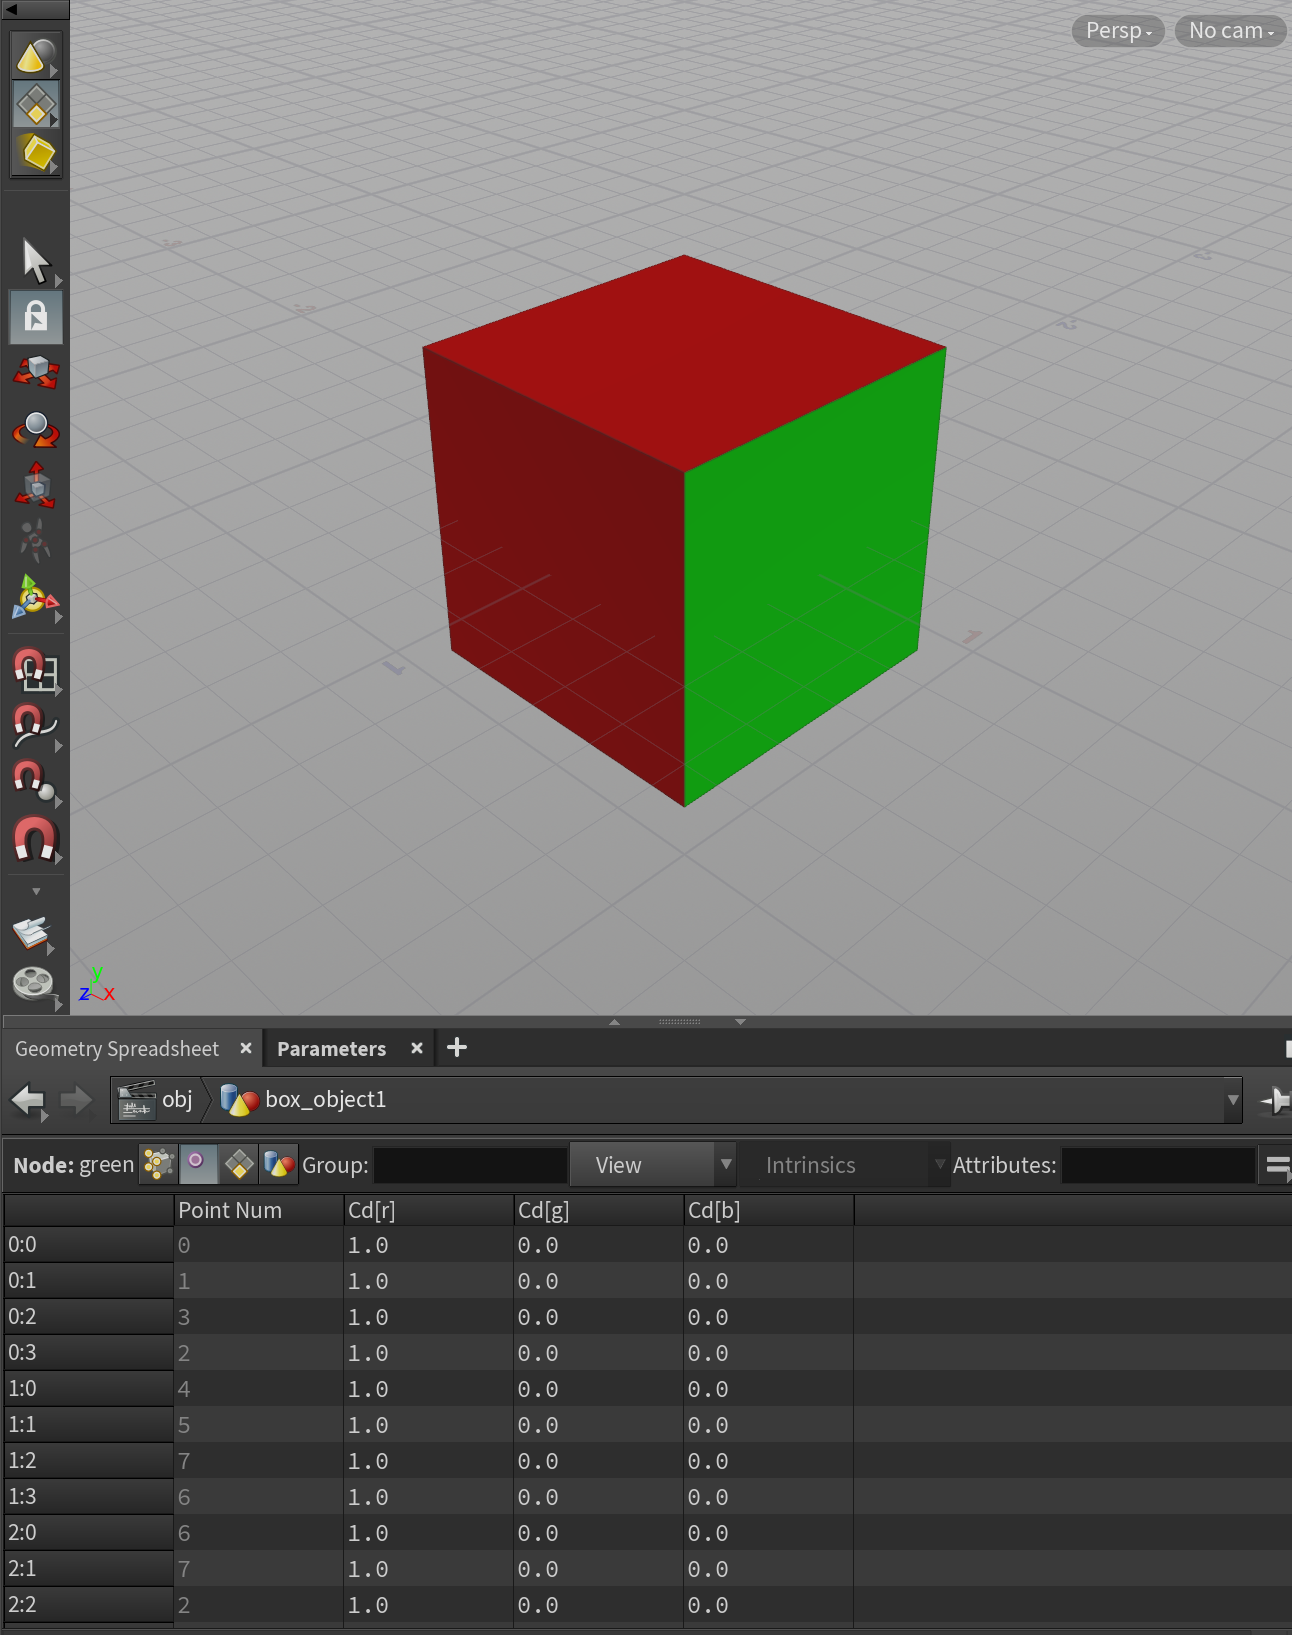 Persp
No cam
y
z
x
Geometry Spreadsheet
Parameters
obj
box_object1
Node: green
Group:
View
Intrinsics
Attributes:
Point Num Cd[r] Cd[g] Cd[b]
0:0 0 1.0 0.0 0.0
0:1 1 1.0 0.0 0.0
0:2 3 1.0 0.0 0.0
0:3 2 1.0 0.0 0.0
1:0 4 1.0 0.0 0.0
1:1 5 1.0 0.0 0.0
1:2 7 1.0 0.0 0.0
1:3 6 1.0 0.0 0.0
2:0 6 1.0 0.0 0.0
2:1 7 1.0 0.0 0.0
2:2 2 1.0 0.0 0.0